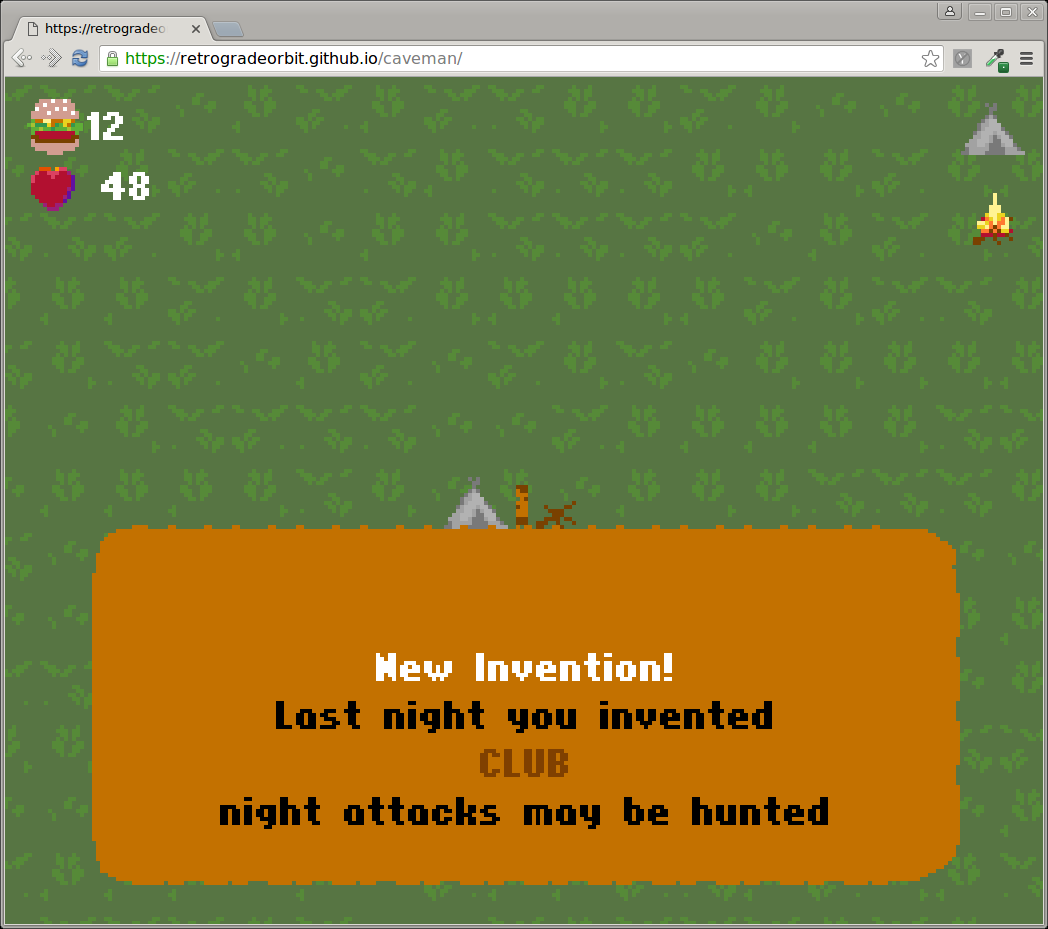 https://retrogradeo
https://retrogradeorbit.github.io/caveman/
12
48
New Invention!
Last night you invented
CLUB
night attacks may be hunted